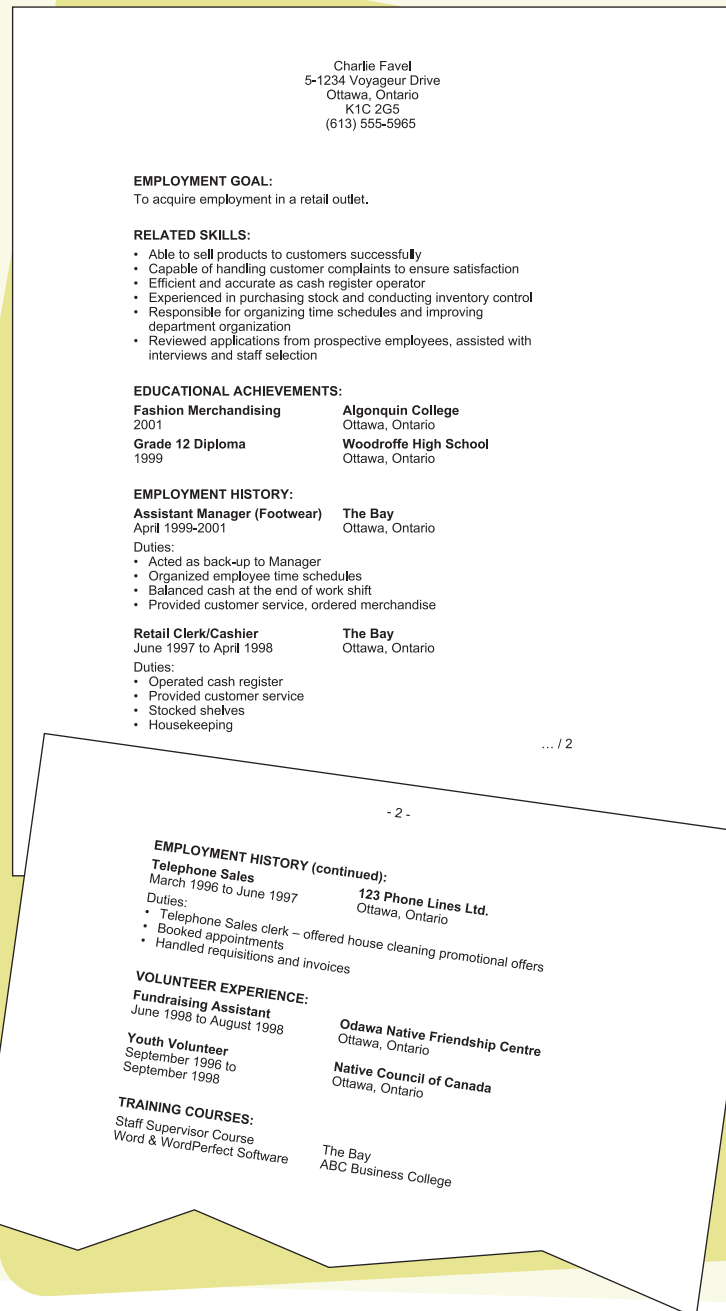 Charlie Favel
5-1234 Voyageur Drive
Ottawa, Ontario
K1C 2G5
(613) 555-5965
EMPLOYMENT GOAL:
To acquire employment in a retail outlet.
RELATED SKILLS:
• Able to sell products to customers successfully
• Capable of handling customer complaints to ensure satisfaction
• Efficient and accurate as cash register operator
• Experienced in purchasing stock and conducting inventory control
• Responsible for organizing time schedules and improving
department organization
• Reviewed applications from prospective employees, assisted with
interviews and staff selection
EDUCATIONAL ACHIEVEMENTS:
Fashion Merchandising Algonquin College
2001 Ottawa, Ontario
Grade 12 Diploma Woodroffe High School
1999 Ottawa, Ontario
EMPLOYMENT HISTORY:
Assistant Manager (Footwear) The Bay
April 1999-2001 Ottawa, Ontario
Duties:
• Acted as back-up to Manager
• Organized employee time schedules
• Balanced cash at the end of work shift
• Provided customer service, ordered merchandise
Retail Clerk/Cashier The Bay
June 1997 to April 1998 Ottawa, Ontario
Duties:
• Operated cash register
• Provided customer service
• Stocked shelves
• Housekeeping
... / 2
- 2 -
EMPLOYMENT HISTORY (continued):
Telephone Sales 123 Phone Lines Ltd.
March 1996 to June 1997 Ottawa, Ontario
Duties:
• Telephone Sales clerk – offered house cleaning promotional offers
• Booked appointments
• Handled requisitions and invoices
VOLUNTEER EXPERIENCE:
Fundraising Assistant Odawa Native Friendship Centre
June 1998 to August 1998 Ottawa, Ontario
Youth Volunteer Native Council of Canada
September 1996 to Ottawa, Ontario
September 1998
TRAINING COURSES:
Staff Supervisor Course The Bay
Word & WordPerfect Software ABC Business College